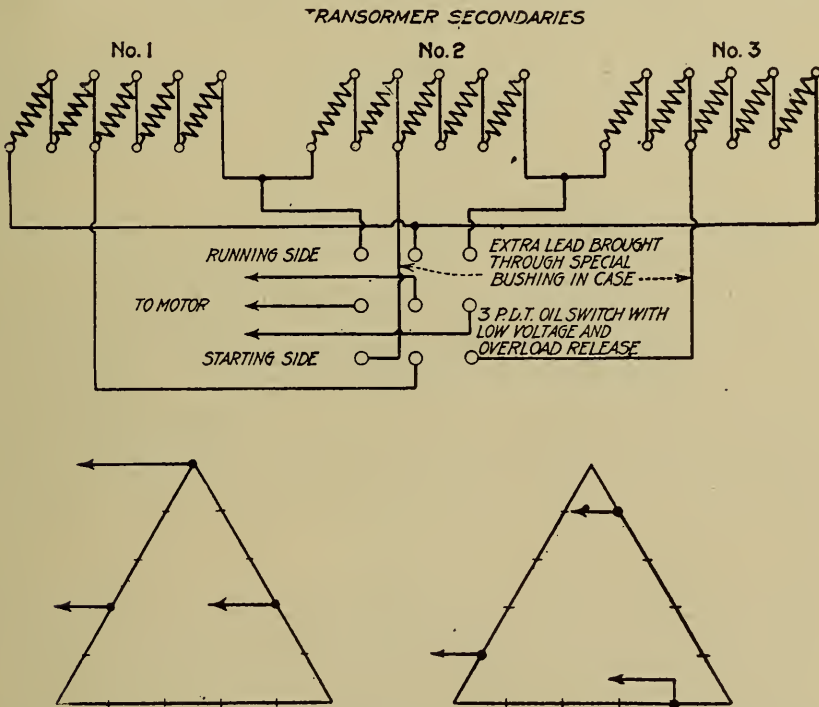 TRANSORMER SECONDARIES
No. 1
No. 2
No. 3
RUNNING SIDE
EXTRA LEAD BROUGHT
THROUGH SPECIAL
BUSHING IN CASE
TO MOTOR
3 P.D.T. OIL SWITCH WITH
LOW VOLTAGE AND
OVERLOAD RELEASE
STARTING SIDE